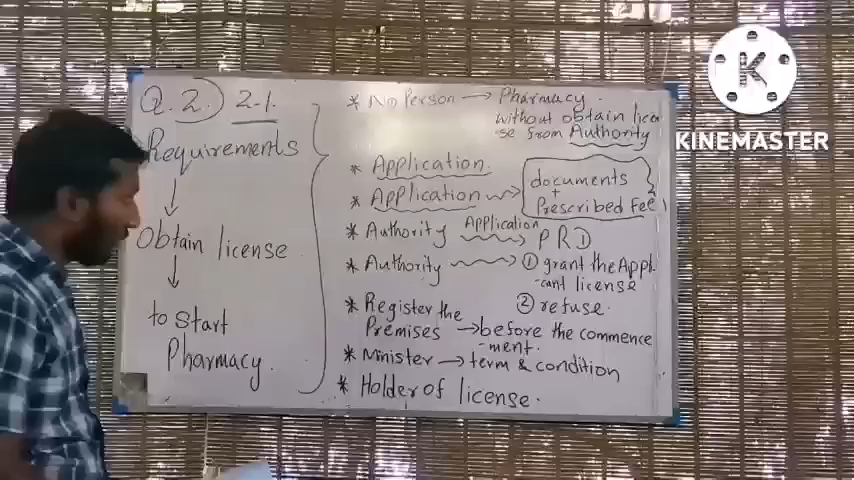 Q.2. 2-1.
Requirements
Obtain license
to start
Pharmacy.
* No Person → Pharmacy.
without obtain lice
se from Authority
* Application.
* Application → documents
+
Prescribed Fee
* Authority Application → PRD
* Authority → ① grant the Appl
-cant license
② refuse.
* Register the
Premises → before the commence
-ment.
* Minister → term & condition
* Holder of license.
K
KINEMASTER